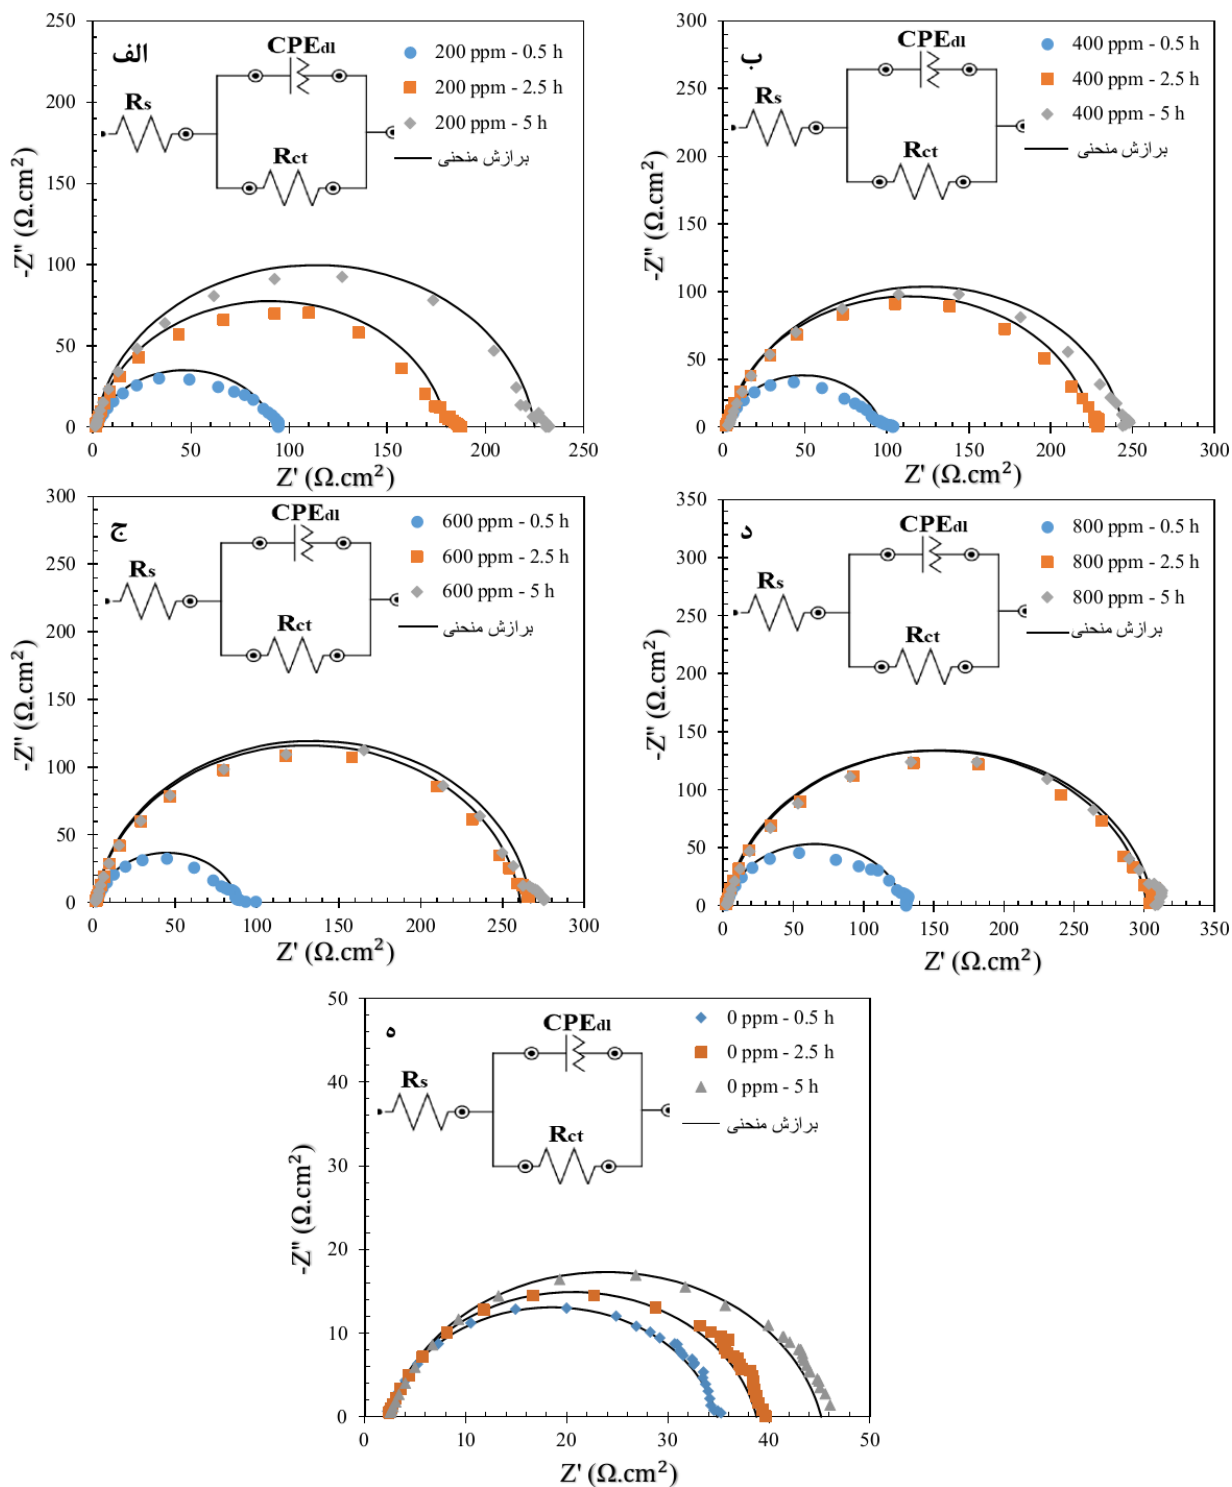 الف
250
200
150
100
50
0
-Z" (Ω.cm²)
0 50 100 150 200 250
Z' (Ω.cm²)
CPEdl
Rs
Rct
200 ppm - 0.5 h
200 ppm - 2.5 h
200 ppm - 5 h
برازش منحنی
ب
300
250
200
150
100
50
0
-Z" (Ω.cm²)
0 50 100 150 200 250 300
Z' (Ω.cm²)
CPEdl
Rs
Rct
400 ppm - 0.5 h
400 ppm - 2.5 h
400 ppm - 5 h
برازش منحنی
ج
300
250
200
150
100
50
0
-Z" (Ω.cm²)
0 50 100 150 200 250 300
Z' (Ω.cm²)
CPEdl
Rs
Rct
600 ppm - 0.5 h
600 ppm - 2.5 h
600 ppm - 5 h
برازش منحنی
د
350
300
250
200
150
100
50
0
-Z" (Ω.cm²)
0 50 100 150 200 250 300 350
Z' (Ω.cm²)
CPEdl
Rs
Rct
800 ppm - 0.5 h
800 ppm - 2.5 h
800 ppm - 5 h
برازش منحنی
ه
50
40
30
20
10
0
-Z" (Ω.cm²)
0 10 20 30 40 50
Z' (Ω.cm²)
CPEdl
Rs
Rct
0 ppm - 0.5 h
0 ppm - 2.5 h
0 ppm - 5 h
برازش منحنی